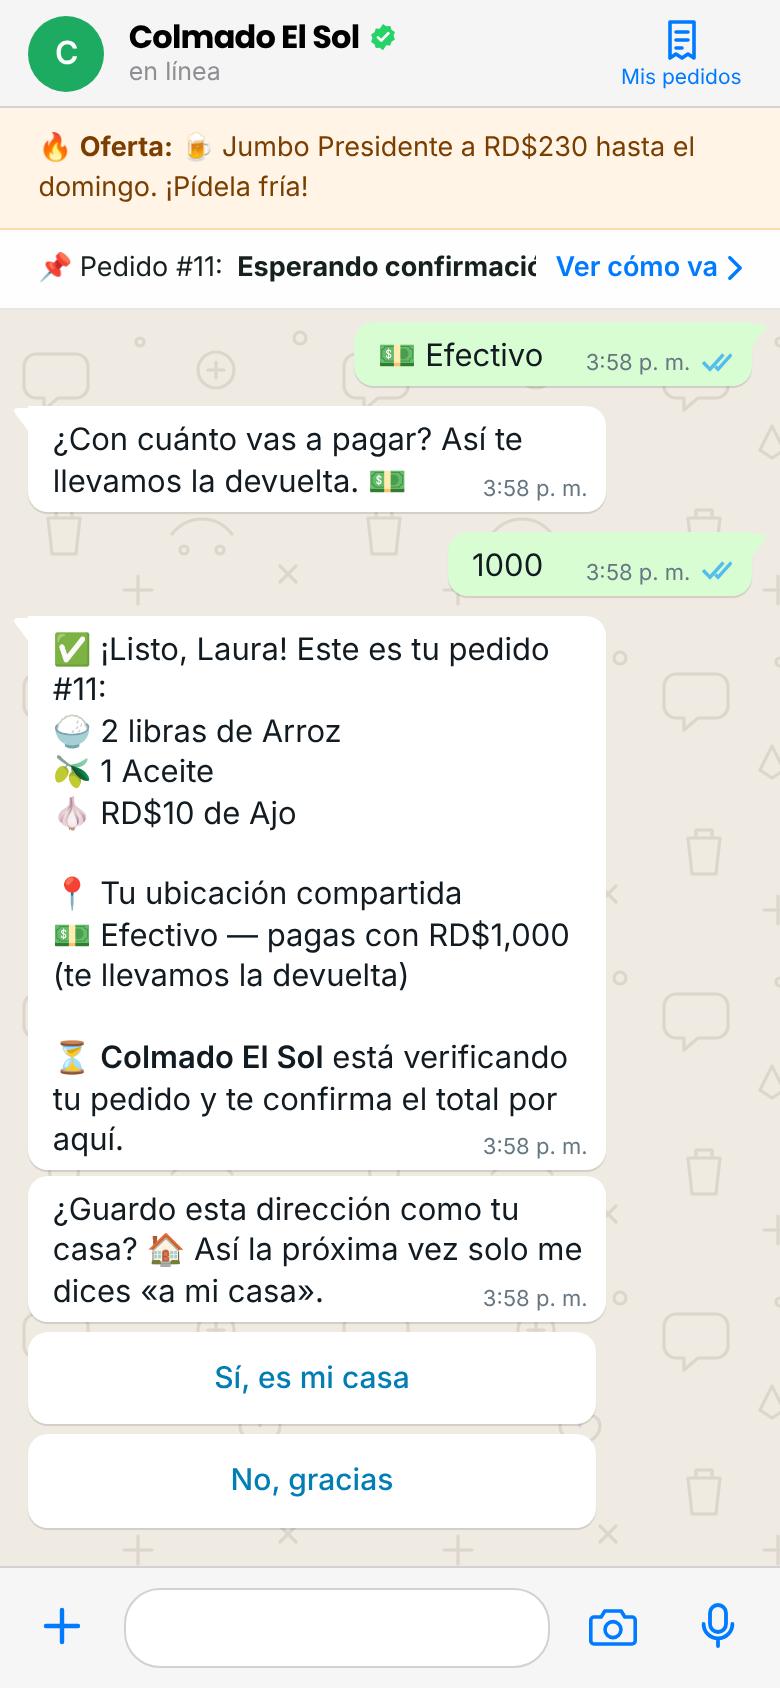 C
Colmado El Sol
en línea
Mis pedidos
🔥 Oferta: 🍺 Jumbo Presidente a RD$230 hasta el
domingo. ¡Pídela fría!
📌 Pedido #11: Esperando confirmació
Ver cómo va
💵 Efectivo 3:58 p. m.
¿Con cuánto vas a pagar? Así te
llevamos la devuelta. 💵 3:58 p. m.
1000 3:58 p. m.
✅ ¡Listo, Laura! Este es tu pedido
#11:
🍚 2 libras de Arroz
🫒 1 Aceite
🧄 RD$10 de Ajo
📍 Tu ubicación compartida
💵 Efectivo — pagas con RD$1,000
(te llevamos la devuelta)
⏳ Colmado El Sol está verificando
tu pedido y te confirma el total por
aquí. 3:58 p. m.
¿Guardo esta dirección como tu
casa? 🏠 Así la próxima vez solo me
dices «a mi casa». 3:58 p. m.
Sí, es mi casa
No, gracias